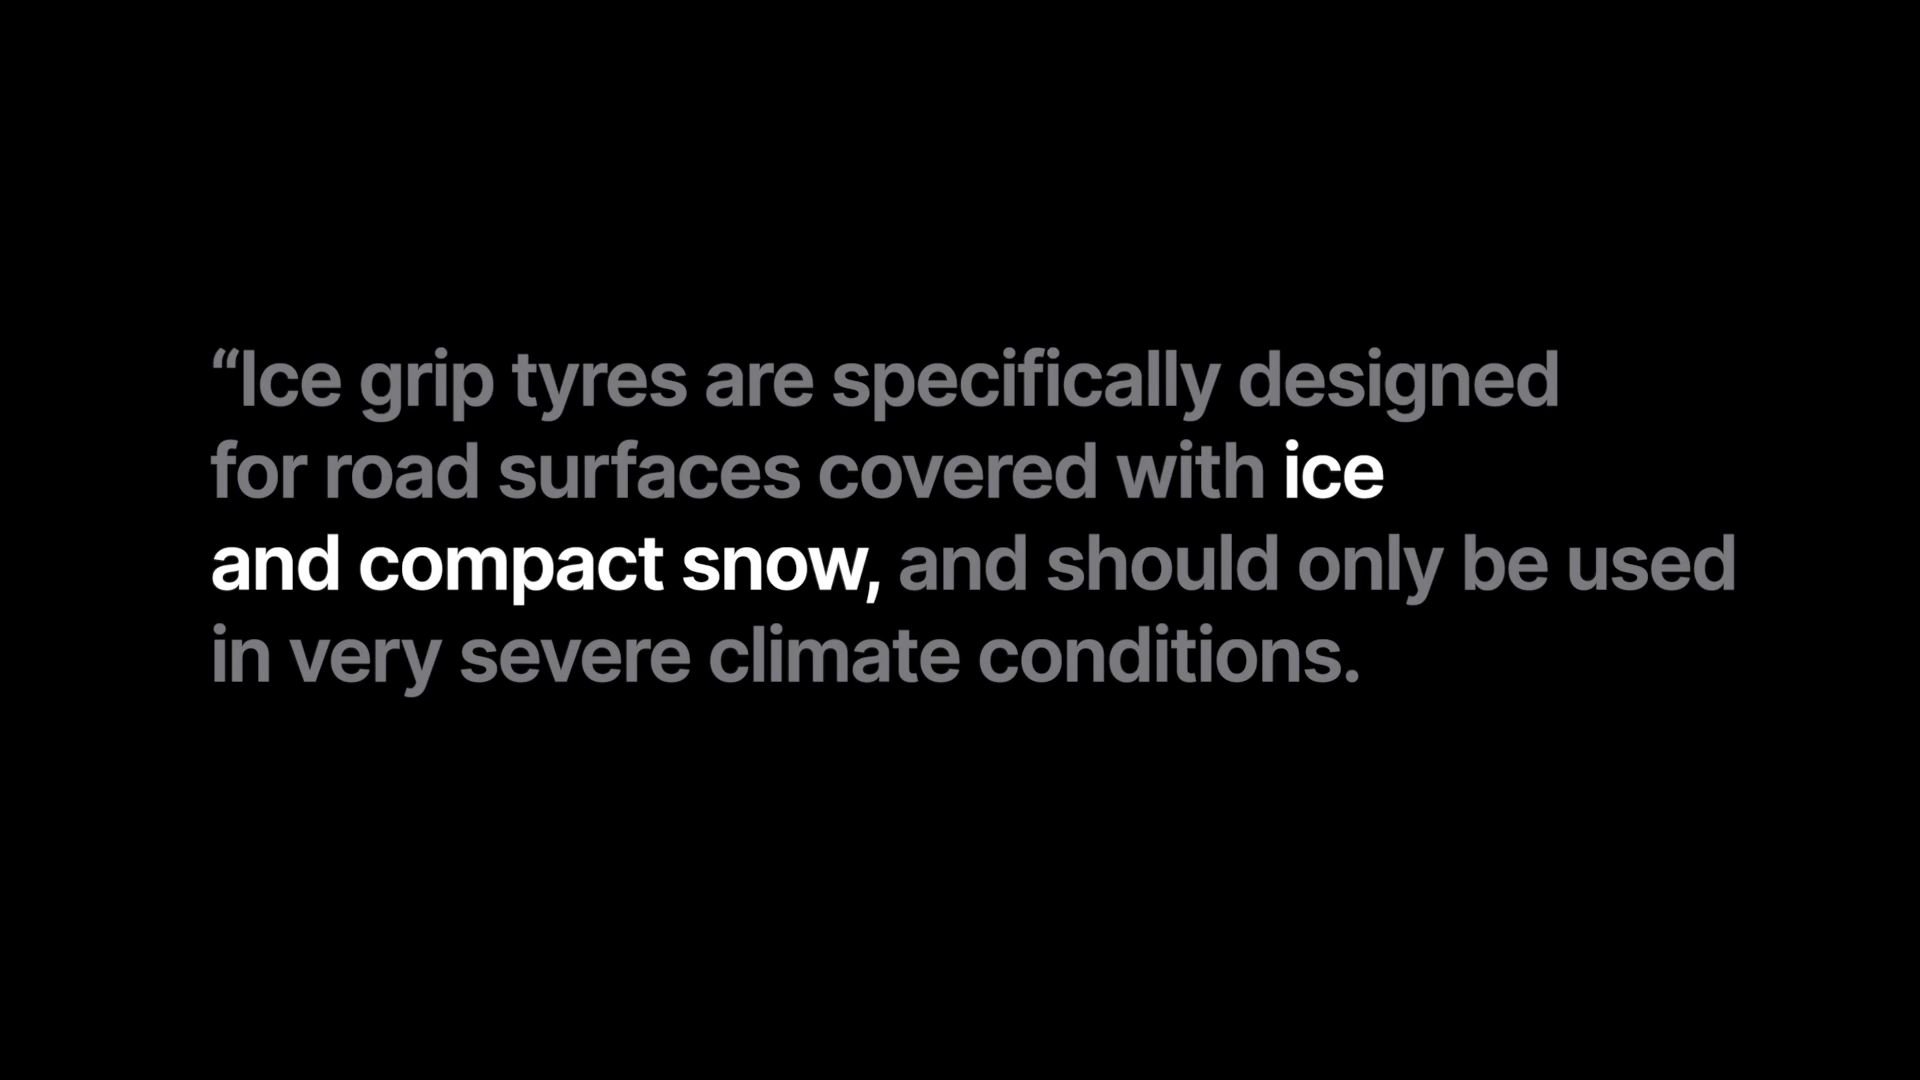 “Ice grip tyres are specifically designed
for road surfaces covered with ice
and compact snow, and should only be used
in very severe climate conditions.